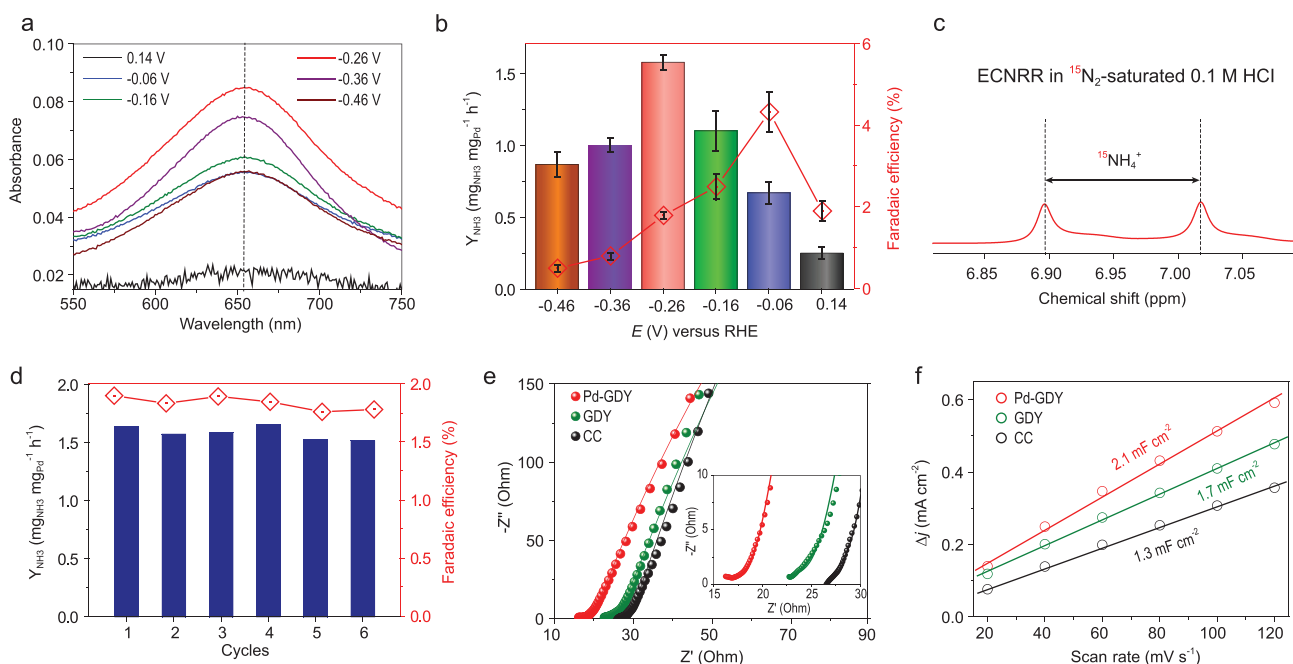 a
0.10
0.08
0.06
0.04
0.02
Absorbance
0.14 V
-0.06 V
-0.16 V
-0.26 V
-0.36 V
-0.46 V
550
600
650
700
750
Wavelength (nm)
b
Y_NH3 (mg_NH3 mg_Pd⁻¹ h⁻¹)
1.5
1.0
0.5
0.0
6
4
2
0
Faradaic efficiency (%)
-0.46
-0.36
-0.26
-0.16
-0.06
0.14
E (V) versus RHE
c
ECNRR in ¹⁵N₂-saturated 0.1 M HCl
¹⁵NH₄⁺
6.85
6.90
6.95
7.00
7.05
Chemical shift (ppm)
d
Y_NH3 (mg_NH3 mg_Pd⁻¹ h⁻¹)
2.0
1.5
1.0
0.5
0.0
2.0
1.5
1.0
0.5
0.0
Faradaic efficiency (%)
1
2
3
4
5
6
Cycles
e
-Z'' (Ohm)
150
100
50
0
Pd-GDY
GDY
CC
10
30
50
70
90
Z' (Ohm)
-Z'' (Ohm)
10
5
0
15
20
25
30
Z' (Ohm)
f
Δj (mA cm⁻²)
0.6
0.4
0.2
0.0
Pd-GDY
GDY
CC
2.1 mF cm⁻²
1.7 mF cm⁻²
1.3 mF cm⁻²
20
40
60
80
100
120
Scan rate (mV s⁻¹)